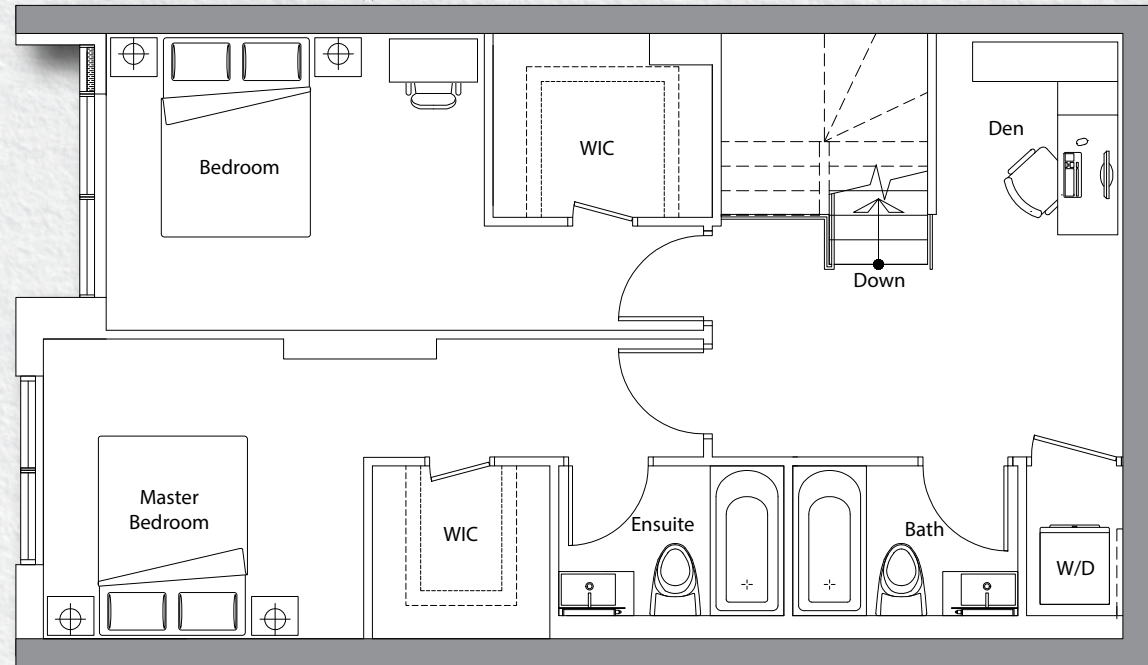 Den
WIC
Bedroom
Down
Master
Bedroom
WIC
Ensuite
Bath
W/D